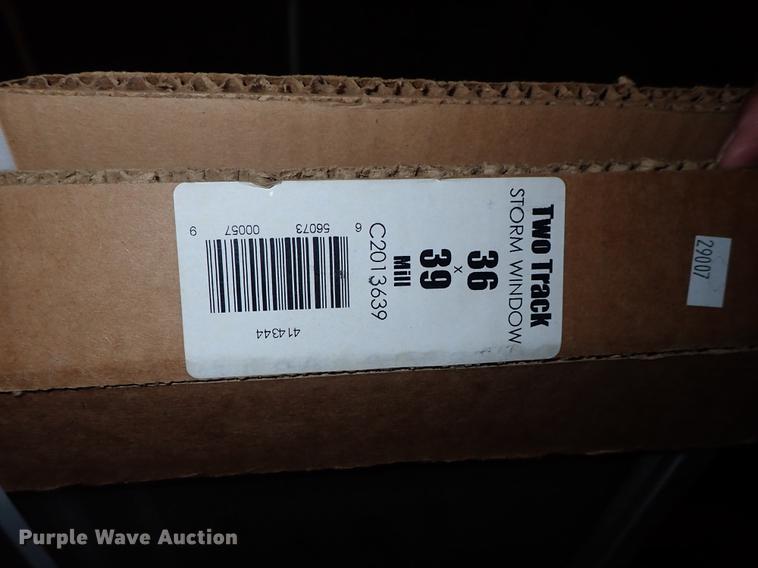 Two Track
STORM WINDOW
36
x
39
Mill
C2013639
6 56073 00057 9
414344
29007
Purple Wave Auction